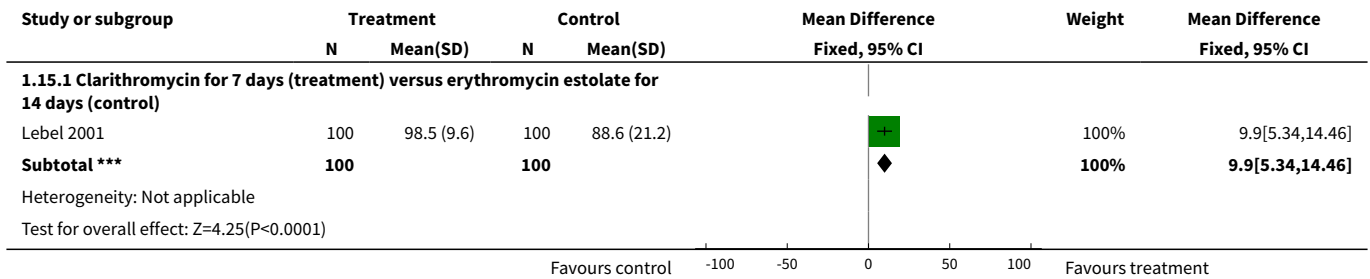 Study or subgroup Treatment Control Mean Difference Weight Mean Difference
N Mean(SD) N Mean(SD) Fixed, 95% CI Fixed, 95% CI
1.15.1 Clarithromycin for 7 days (treatment) versus erythromycin estolate for
14 days (control)
Lebel 2001 100 98.5 (9.6) 100 88.6 (21.2) 100% 9.9[5.34,14.46]
Subtotal *** 100 100 100% 9.9[5.34,14.46]
Heterogeneity: Not applicable
Test for overall effect: Z=4.25(P<0.0001)
Favours control -100 -50 0 50 100 Favours treatment